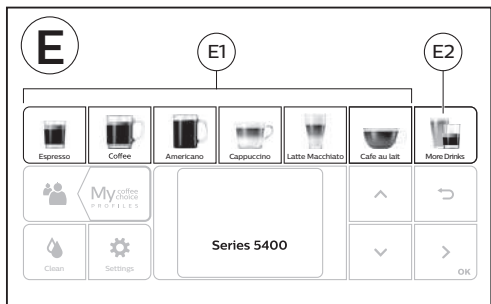 E
E1
E2
Espresso
Coffee
Americano
Cappuccino
Latte Macchiato
Cafe au lait
More Drinks
My coffee choice
PROFILES
Clean
Settings
Series 5400
OK